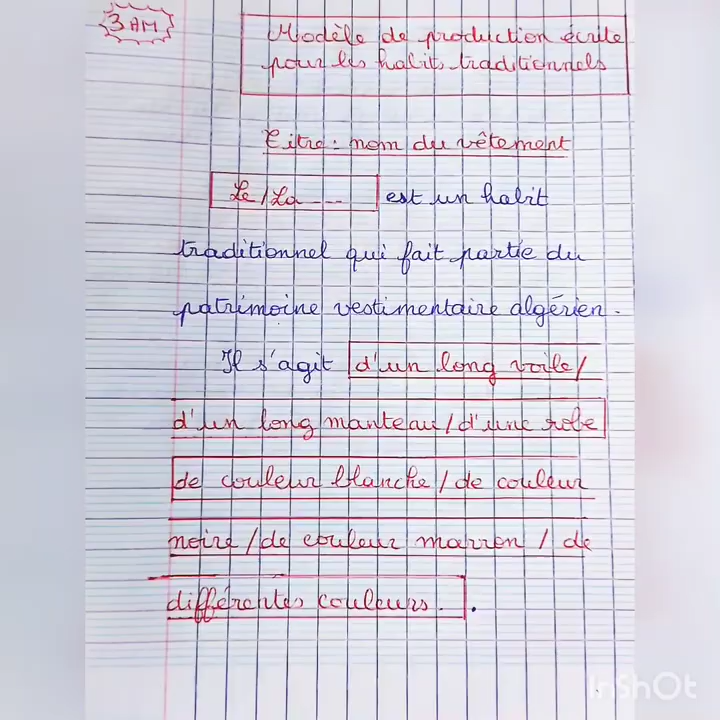 3AM
Modèle de production écrite
pour les habits traditionnels
Titre : nom du vêtement
Le/La --- est un habit
traditionnel qui fait partie du
patrimoine vestimentaire algérien.
Il s'agit d'un long voile/
d'un long manteau/d'une robe
de couleur blanche/de couleur
noire/de couleur marron/de
différentes couleurs.
InShOt